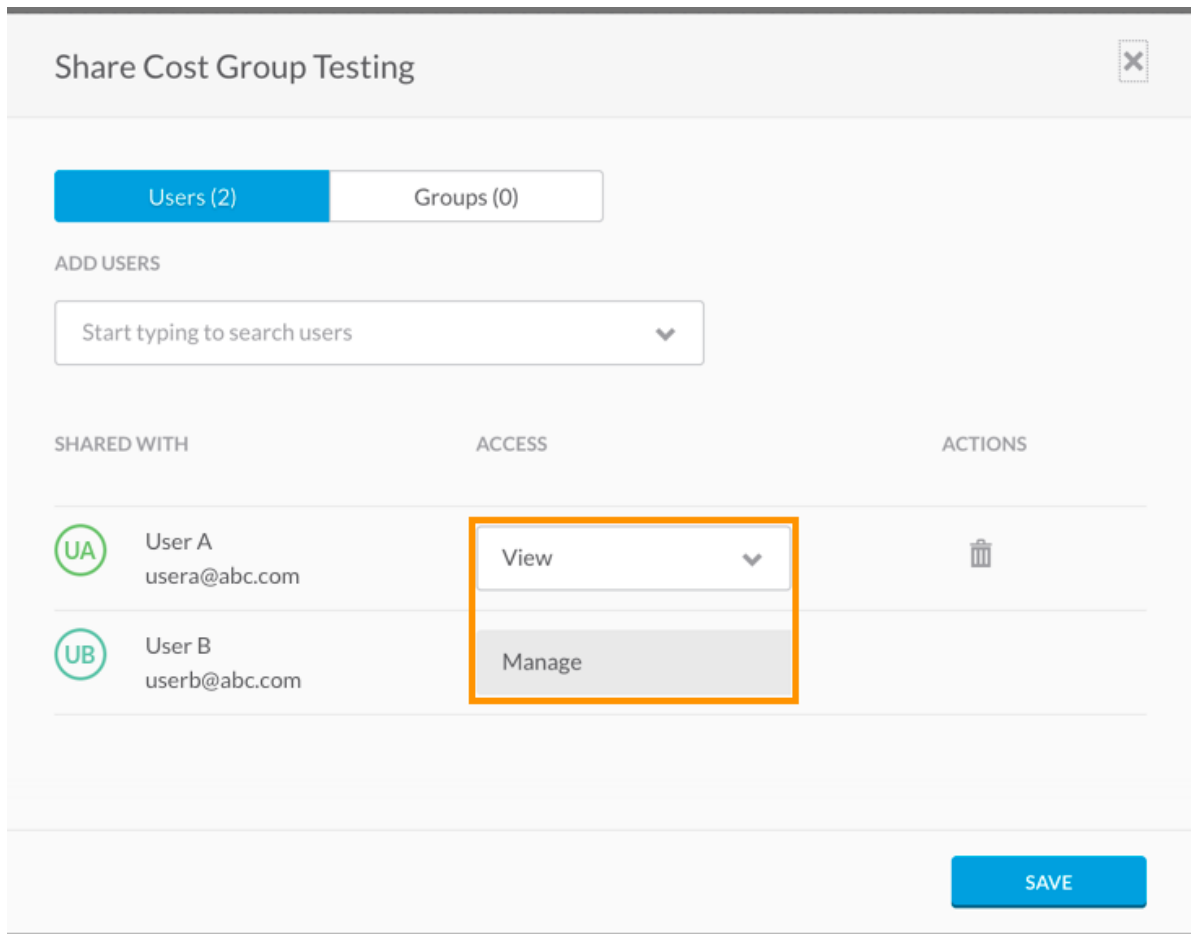 Share Cost Group Testing
Users (2)
Groups (0)
ADD USERS
Start typing to search users
SHARED WITH
ACCESS
ACTIONS
UA
User A
usera@abc.com
View
UB
User B
userb@abc.com
Manage
SAVE